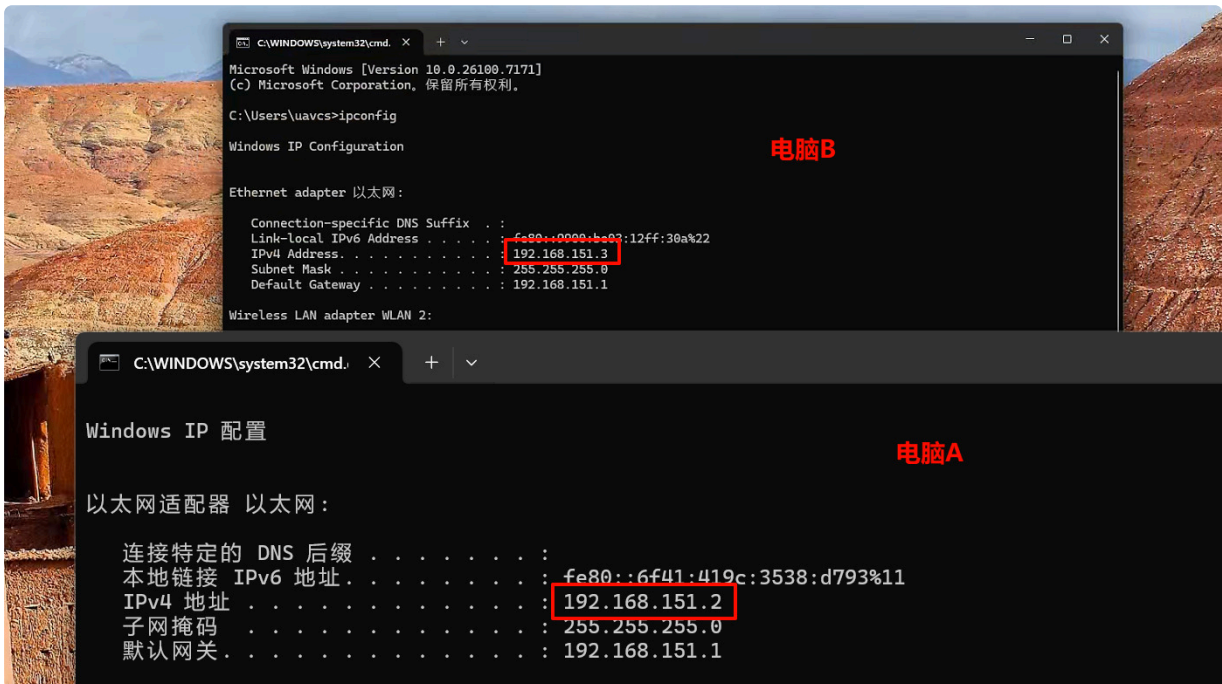 C:\WINDOWS\system32\cmd.
Microsoft Windows [Version 10.0.26100.7171]
(c) Microsoft Corporation。保留所有权利。
C:\Users\uavcs>ipconfig
Windows IP Configuration
电脑B
Ethernet adapter 以太网:
Connection-specific DNS Suffix . :
Link-local IPv6 Address . . . . . : fe80::9900:be03:12ff:30a%22
IPv4 Address. . . . . . . . . . . : 192.168.151.3
Subnet Mask . . . . . . . . . . . : 255.255.255.0
Default Gateway . . . . . . . . . : 192.168.151.1
Wireless LAN adapter WLAN 2:
C:\WINDOWS\system32\cmd.
Windows IP 配置
电脑A
以太网适配器 以太网:
连接特定的 DNS 后缀 . . . . . . . :
本地链接 IPv6 地址. . . . . . . . : fe80::6f41:419c:3538:d793%11
IPv4 地址 . . . . . . . . . . . . : 192.168.151.2
子网掩码 . . . . . . . . . . . . : 255.255.255.0
默认网关. . . . . . . . . . . . . : 192.168.151.1